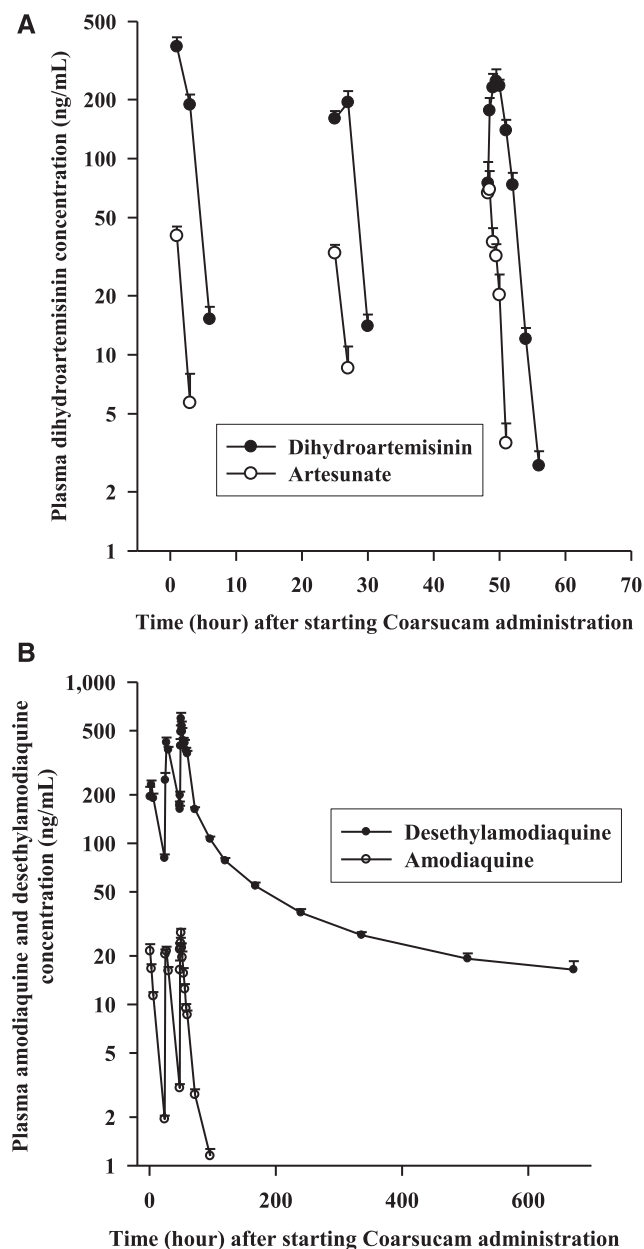 A
Plasma dihydroartemisinin concentration (ng/mL)
500
200
100
50
20
10
5
2
1
Dihydroartemisinin
Artesunate
0 10 20 30 40 50 60 70
Time (hour) after starting Coarsucam administration
B
Plasma amodiaquine and desethylamodiaquine
concentration (ng/mL)
1,000
500
200
100
50
20
10
5
2
1
Desethylamodiaquine
Amodiaquine
0 200 400 600
Time (hour) after starting Coarsucam administration